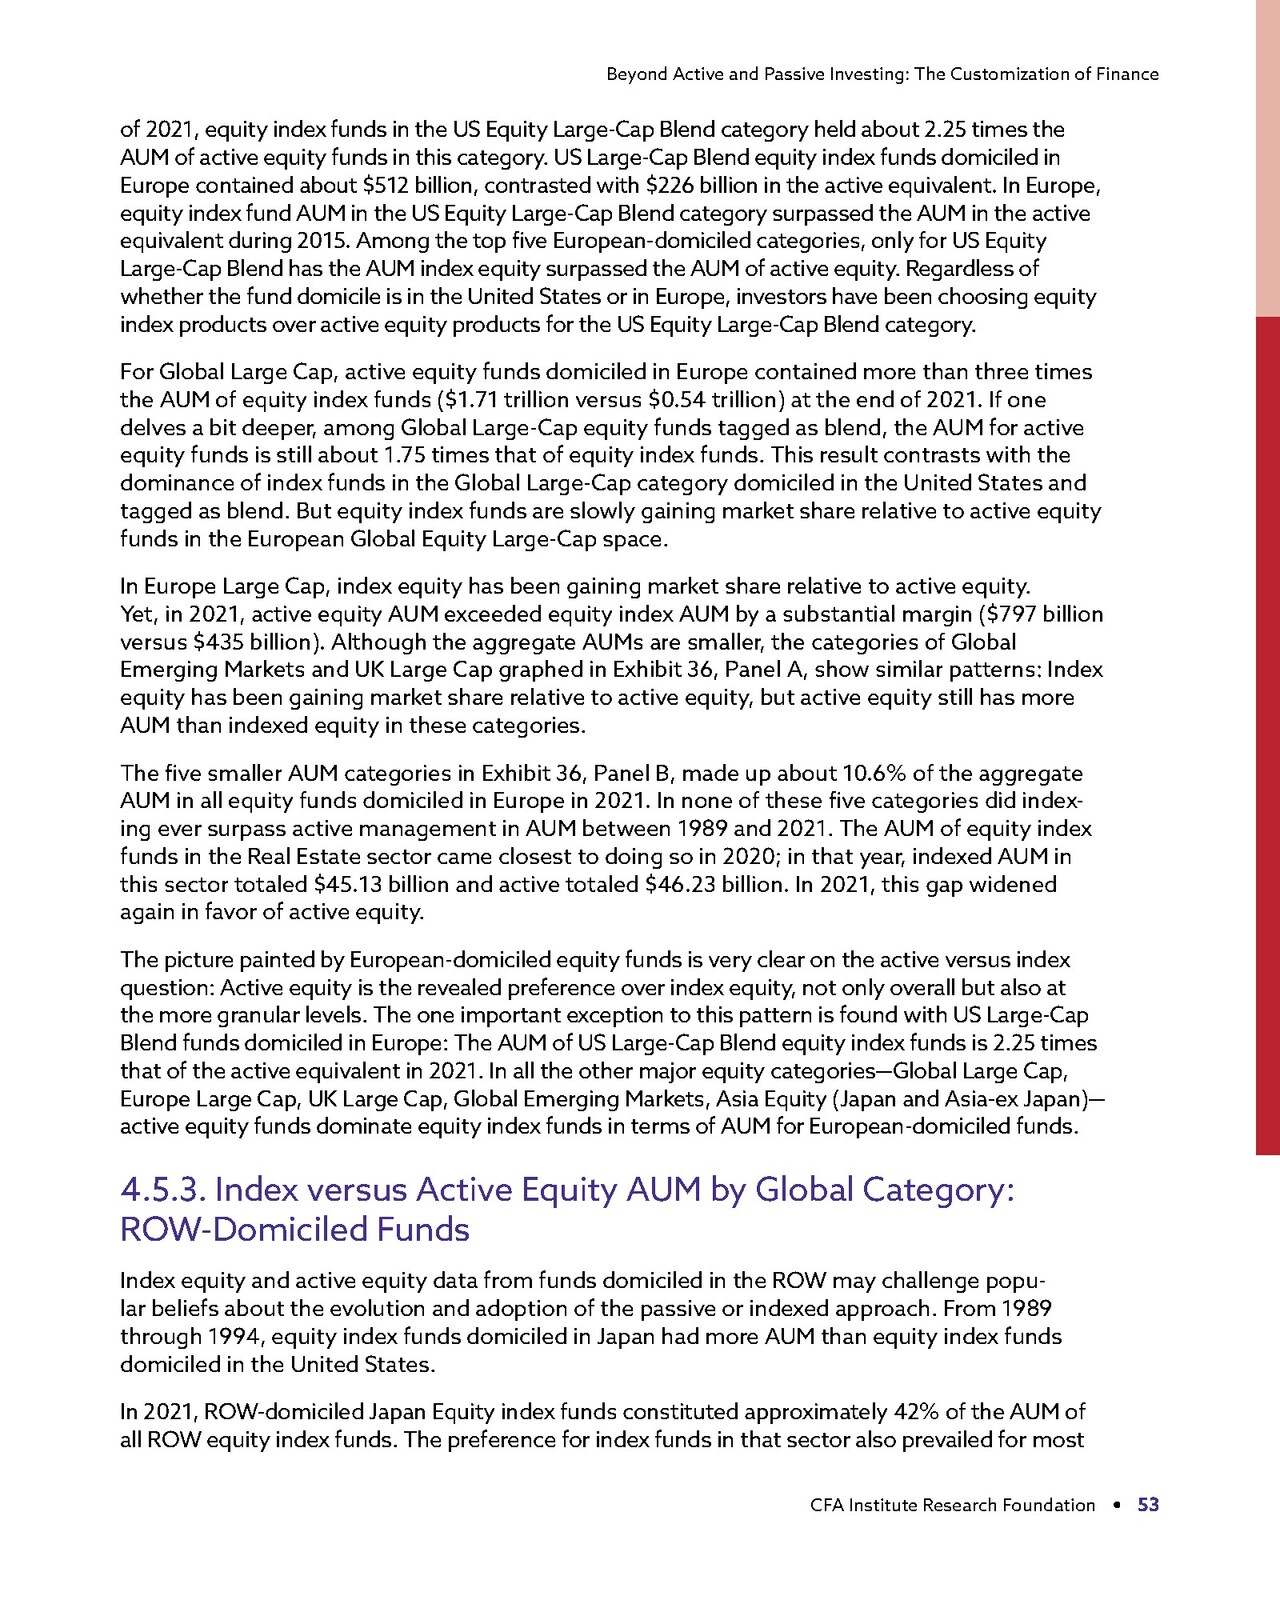 Beyond Active and Passive Investing: The Customization of Finance
of 2021, equity index funds in the US Equity Large-Cap Blend category held about 2.25 times the
AUM of active equity funds in this category. US Large-Cap Blend equity index funds domiciled in
Europe contained about $512 billion, contrasted with $226 billion in the active equivalent. In Europe,
equity index fund AUM in the US Equity Large-Cap Blend category surpassed the AUM in the active
equivalent during 2015. Among the top five European-domiciled categories, only for US Equity
Large-Cap Blend has the AUM index equity surpassed the AUM of active equity. Regardless of
whether the fund domicile is in the United States or in Europe, investors have been choosing equity
index products over active equity products for the US Equity Large-Cap Blend category.
For Global Large Cap, active equity funds domiciled in Europe contained more than three times
the AUM of equity index funds ($1.71 trillion versus $0.54 trillion) at the end of 2021. If one
delves a bit deeper, among Global Large-Cap equity funds tagged as blend, the AUM for active
equity funds is still about 1.75 times that of equity index funds. This result contrasts with the
dominance of index funds in the Global Large-Cap category domiciled in the United States and
tagged as blend. But equity index funds are slowly gaining market share relative to active equity
funds in the European Global Equity Large-Cap space.
In Europe Large Cap, index equity has been gaining market share relative to active equity.
Yet, in 2021, active equity AUM exceeded equity index AUM by a substantial margin ($797 billion
versus $435 billion). Although the aggregate AUMs are smaller, the categories of Global
Emerging Markets and UK Large Cap graphed in Exhibit 36, Panel A, show similar patterns: Index
equity has been gaining market share relative to active equity, but active equity still has more
AUM than indexed equity in these categories.
The five smaller AUM categories in Exhibit 36, Panel B, made up about 10.6% of the aggregate
AUM in all equity funds domiciled in Europe in 2021. In none of these five categories did index-
ing ever surpass active management in AUM between 1989 and 2021. The AUM of equity index
funds in the Real Estate sector came closest to doing so in 2020; in that year, indexed AUM in
this sector totaled $45.13 billion and active totaled $46.23 billion. In 2021, this gap widened
again in favor of active equity.
The picture painted by European-domiciled equity funds is very clear on the active versus index
question: Active equity is the revealed preference over index equity, not only overall but also at
the more granular levels. The one important exception to this pattern is found with US Large-Cap
Blend funds domiciled in Europe: The AUM of US Large-Cap Blend equity index funds is 2.25 times
that of the active equivalent in 2021. In all the other major equity categories—Global Large Cap,
Europe Large Cap, UK Large Cap, Global Emerging Markets, Asia Equity (Japan and Asia-ex Japan)—
active equity funds dominate equity index funds in terms of AUM for European-domiciled funds.
4.5.3. Index versus Active Equity AUM by Global Category:
ROW-Domiciled Funds
Index equity and active equity data from funds domiciled in the ROW may challenge popu-
lar beliefs about the evolution and adoption of the passive or indexed approach. From 1989
through 1994, equity index funds domiciled in Japan had more AUM than equity index funds
domiciled in the United States.
In 2021, ROW-domiciled Japan Equity index funds constituted approximately 42% of the AUM of
all ROW equity index funds. The preference for index funds in that sector also prevailed for most
CFA Institute Research Foundation • 53